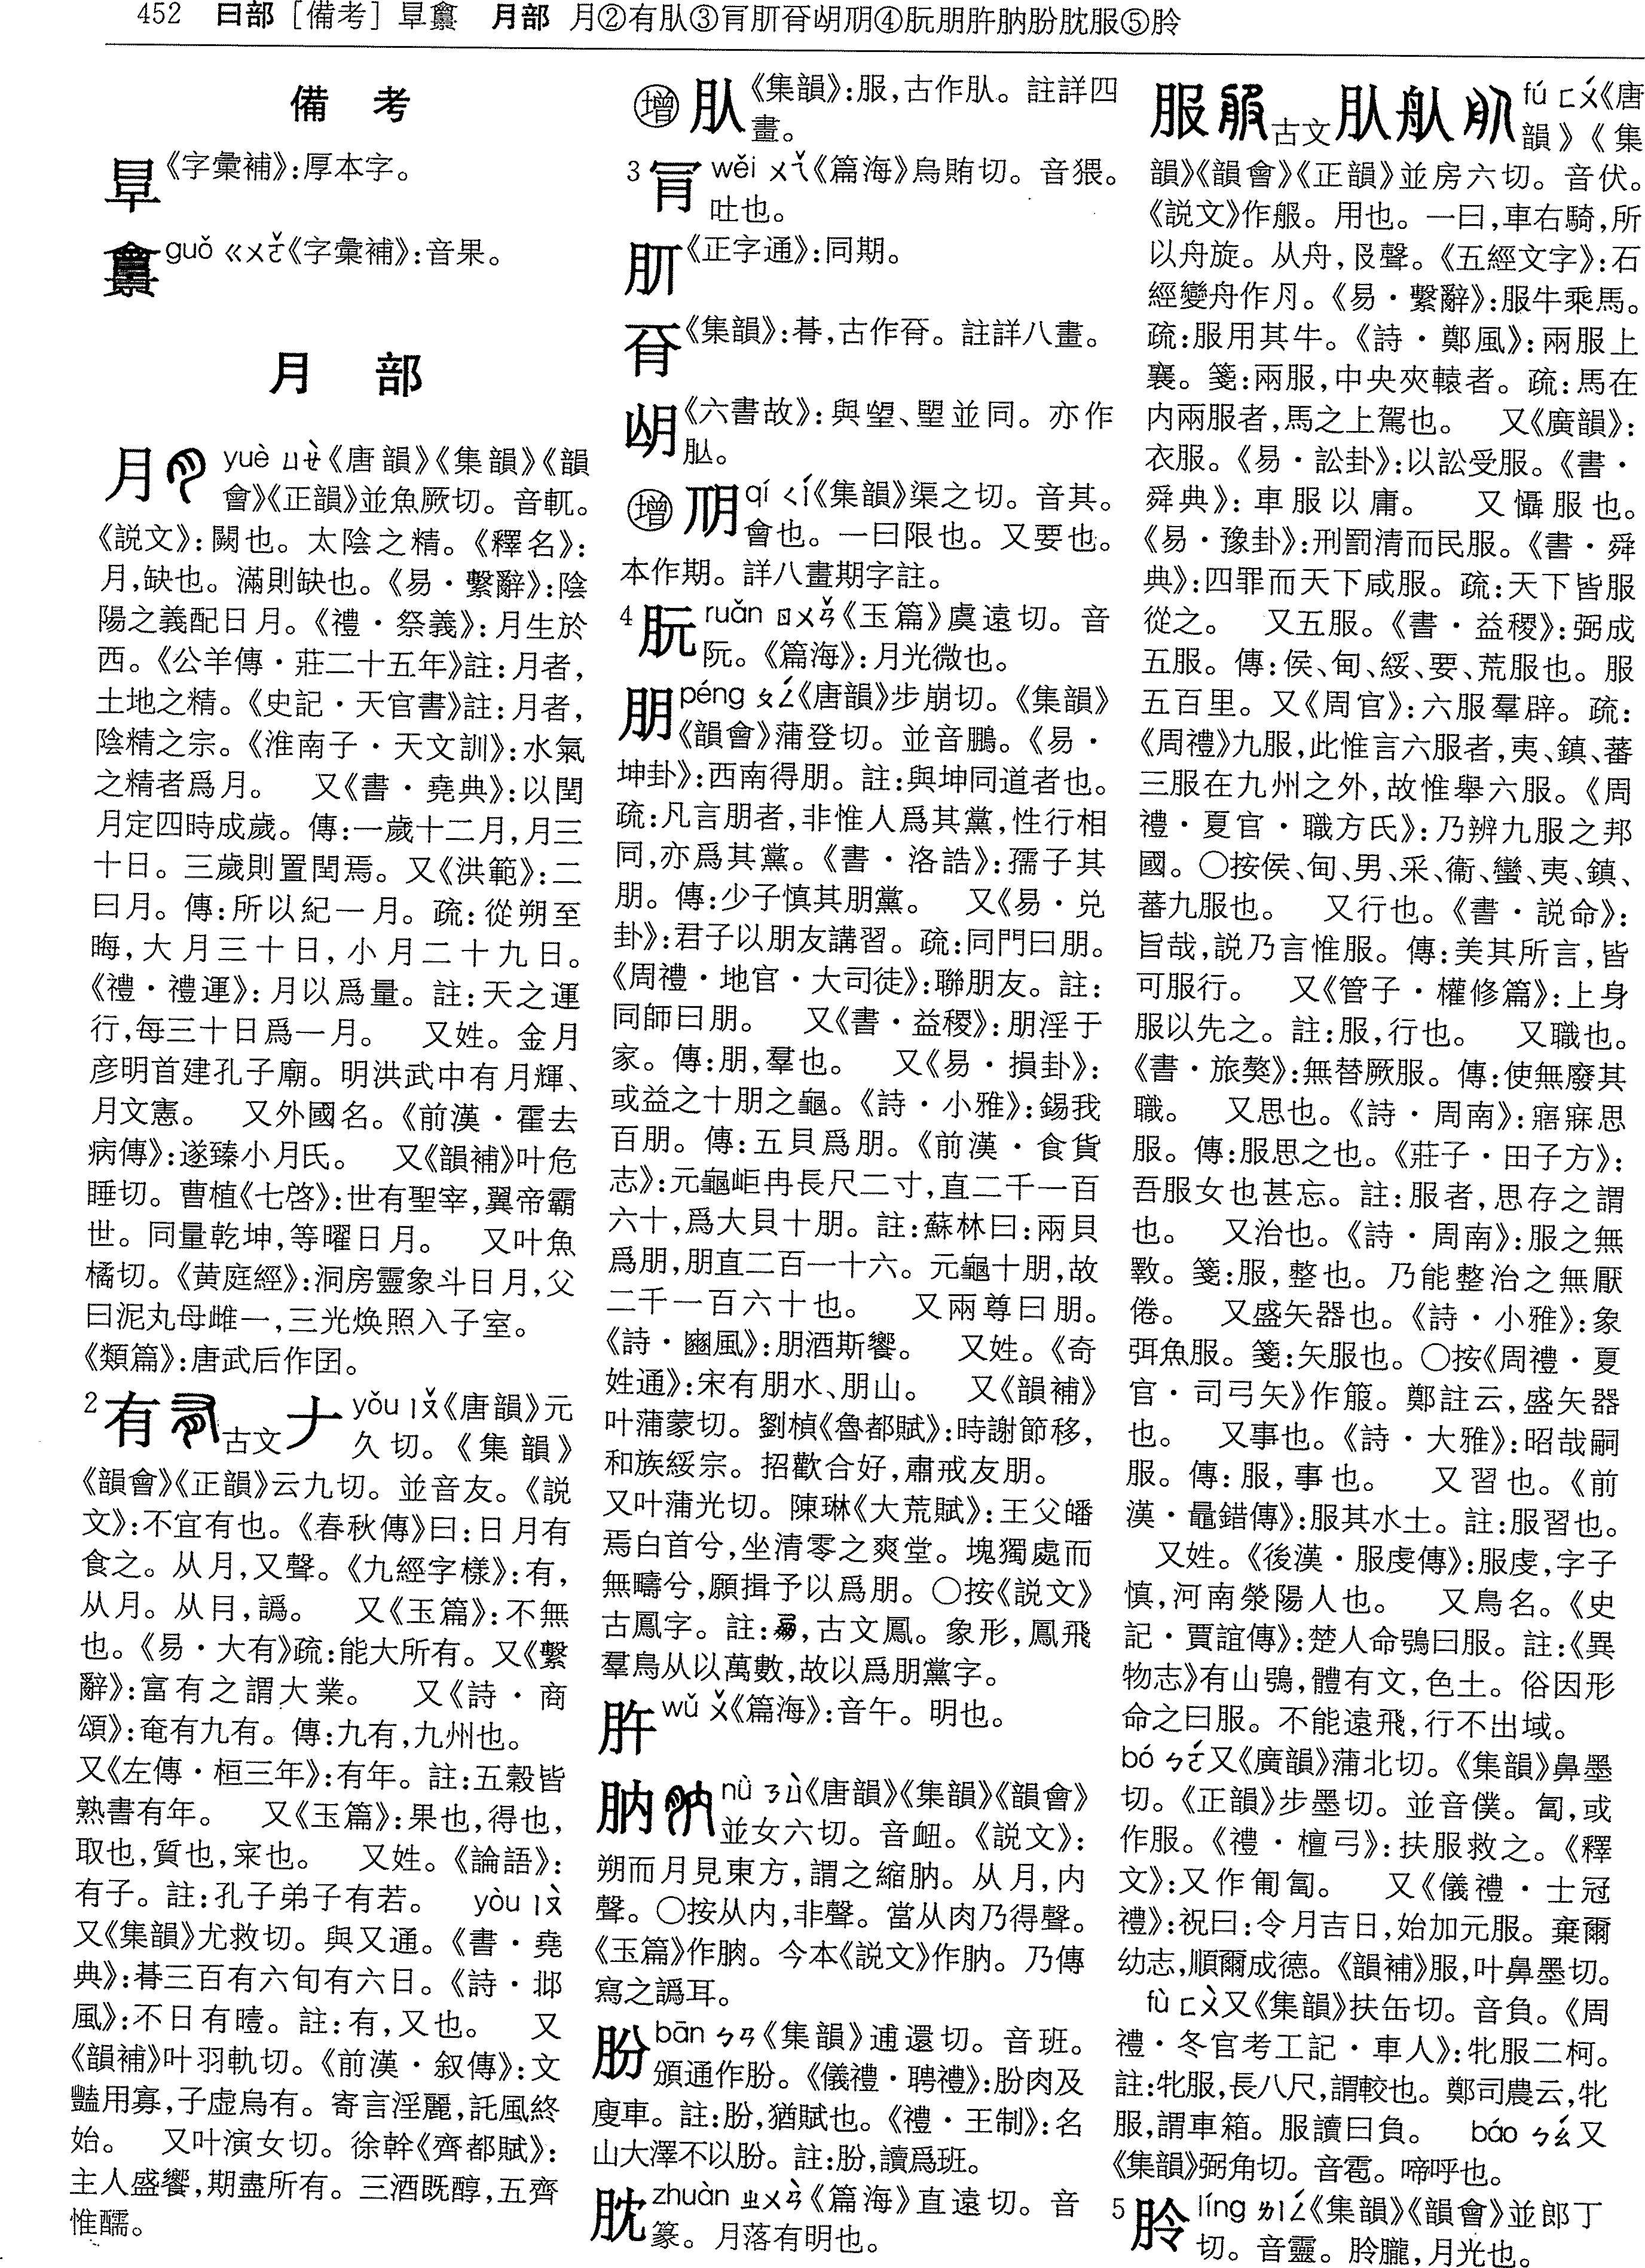 452 曰部 [備考] 㫗 月部 月②有肞③肎肕䏎朙④朊朋肨朒朌朓服⑤朎
備 考
《字彙補》:厚本字。
guǒ ㄍㄨㄛˇ《字彙補》:音果。
月 部
月 yuè ㄩㄝˋ《唐韻》《集韻》《韻
會》《正韻》並魚厥切。音軏。
《説文》:闕也。太陰之精。《釋名》:
月,缺也。滿則缺也。《易·繫辭》:陰
陽之義配日月。《禮·祭義》:月生於
西。《公羊傳·莊二十五年》註:月者,
土地之精。《史記·天官書》註:月者,
陰精之宗。《淮南子·天文訓》:水氣
之精者爲月。 又《書·堯典》:以閏
月定四時成歲。傳:一歲十二月,月三
十日。三歲則置閏焉。又《洪範》:二
曰月。傳:所以紀一月。疏:從朔至
晦,大月三十日,小月二十九日。
《禮·禮運》:月以爲量。註:天之運
行,每三十日爲一月。 又姓。金月
彦明首建孔子廟。明洪武中有月輝、
月文憲。 又外國名。《前漢·霍去
病傳》:遂臻小月氏。 又《韻補》叶危
睡切。曹植《七啓》:世有聖宰,翼帝霸
世。同量乾坤,等曜日月。 又叶魚
橘切。《黄庭經》:洞房靈象斗日月,父
曰泥丸母雌一,三光焕照入子室。
《類篇》:唐武后作囝。
2 有 古文 𠂇 yǒu ㄧㄡˇ《唐韻》元
久切。《集韻》
《韻會》《正韻》云九切。並音友。《説
文》:不宜有也。《春秋傳》曰:日月有
食之。从月,又聲。《九經字樣》:有,
从月。从⺝,譌。 又《玉篇》:不無
也。《易·大有》疏:能大所有。又《繫
辭》:富有之謂大業。 又《詩·商
頌》:奄有九有。傳:九有,九州也。
又《左傳·桓三年》:有年。註:五穀皆
熟書有年。 又《玉篇》:果也,得也,
取也,質也,寀也。 又姓。《論語》:
有子。註:孔子弟子有若。 yòu ㄧㄡˋ
又《集韻》尤救切。與又通。《書·堯
典》:朞三百有六旬有六日。《詩·邶
風》:不日有曀。註:有,又也。 又
《韻補》叶羽軌切。《前漢·叙傳》:文
豔用寡,子虚烏有。寄言淫麗,託風終
始。 又叶演女切。徐幹《齊都賦》:
主人盛饗,期盡所有。三酒既醇,五齊
惟醹。
增 《集韻》:服,古作肞。註詳四
畫。
3 wěi ㄨㄟˇ《篇海》烏賄切。音猥。
吐也。
《正字通》:同期。
《集韻》:朞,古作。註詳八畫。
《六書故》:與朢、望並同。亦作
増 qí ㄑㄧˊ《集韻》渠之切。音其。
會也。一曰限也。又要也。
本作期。詳八畫期字註。
4 朊 ruǎn ㄖㄨㄢˇ《玉篇》虞遠切。音
阮。《篇海》:月光微也。
朋 péng ㄆㄥˊ《唐韻》步崩切。《集韻》
《韻會》蒲登切。並音鵬。《易·
坤卦》:西南得朋。註:與坤同道者也。
疏:凡言朋者,非惟人爲其黨,性行相
同,亦爲其黨。《書·洛誥》:孺子其
朋。傳:少子慎其朋黨。 又《易·兑
卦》:君子以朋友講習。疏:同門曰朋。
《周禮·地官·大司徒》:聯朋友。註:
同師曰朋。 又《書·益稷》:朋淫于
家。傳:朋,羣也。 又《易·損卦》:
或益之十朋之龜。《詩·小雅》:錫我
百朋。傳:五貝爲朋。《前漢·食貨
志》:元龜岠冉長尺二寸,直二千一百
六十,爲大貝十朋。註:蘇林曰:兩貝
爲朋,朋直二百一十六。元龜十朋,故
二千一百六十也。 又兩尊曰朋。
《詩·豳風》:朋酒斯饗。 又姓。《奇
姓通》:宋有朋水、朋山。 又《韻補》
叶蒲蒙切。劉楨《魯都賦》:時謝節移,
和族綏宗。招歡合好,肅戒友朋。
又叶蒲光切。陳琳《大荒賦》:王父皤
焉白首兮,坐清零之爽堂。塊獨處而
無疇兮,願揖予以爲朋。○按《説文》
古鳳字。註:,古文鳳。象形,鳳飛
羣鳥从以萬數,故以爲朋黨字。
wǔ ㄨˇ《篇海》:音午。明也。
朒 nǜ ㄋㄩˋ《唐韻》《集韻》《韻會》
並女六切。音衄。《説文》:
朔而月見東方,謂之縮朒。从月,内
聲。○按从内,非聲。當从肉乃得聲。
《玉篇》作朒。今本《説文》作肭。乃傳
寫之譌耳。
朌 bān ㄅㄢ《集韻》逋還切。音班。
頒通作朌。《儀禮·聘禮》:朌肉及
廋車。註:朌,猶賦也。《禮·王制》:名
山大澤不以朌。註:朌,讀爲班。
zhuàn ㄓㄨㄢˋ《篇海》直遠切。音
篆。月落有明也。
服 古文 fú ㄈㄨˊ《唐
韻》《集
韻》《韻會》《正韻》並房六切。音伏。
《説文》作𦨕。用也。一曰,車右騎,所
以舟旋。从舟,𠬝聲。《五經文字》:石
經變舟作月。《易·繫辭》:服牛乘馬。
疏:服用其牛。《詩·鄭風》:兩服上
襄。箋:兩服,中央夾轅者。疏:馬在
内兩服者,馬之上駕也。 又《廣韻》:
衣服。《易·訟卦》:以訟受服。《書·
舜典》:車服以庸。 又懾服也。
《易·豫卦》:刑罰清而民服。《書·舜
典》:四罪而天下咸服。疏:天下皆服
從之。 又五服。《書·益稷》:弼成
五服。傳:侯、甸、綏、要、荒服也。服
五百里。又《周官》:六服羣辟。疏:
《周禮》九服,此惟言六服者,夷、鎮、蕃
三服在九州之外,故惟舉六服。《周
禮·夏官·職方氏》:乃辨九服之邦
國。○按侯、甸、男、采、衞、蠻、夷、鎮、
蕃九服也。 又行也。《書·説命》:
旨哉,説乃言惟服。傳:美其所言,皆
可服行。 又《管子·權修篇》:上身
服以先之。註:服,行也。 又職也。
《書·旅獒》:無替厥服。傳:使無廢其
職。 又思也。《詩·周南》:寤寐思
服。傳:服思之也。《莊子·田子方》:
吾服女也甚忘。註:服者,思存之謂
也。 又治也。《詩·周南》:服之無
斁。箋:服,整也。乃能整治之無厭
倦。 又盛矢器也。《詩·小雅》:象
弭魚服。箋:矢服也。○按《周禮·夏
官·司弓矢》作箙。鄭註云,盛矢器
也。 又事也。《詩·大雅》:昭哉嗣
服。傳:服,事也。 又習也。《前
漢·鼂錯傳》:服其水土。註:服習也。
又姓。《後漢·服虔傳》:服虔,字子
慎,河南滎陽人也。 又鳥名。《史
記·賈誼傳》:楚人命鴞曰服。註:《異
物志》有山鴞,體有文,色土。俗因形
命之曰服。不能遠飛,行不出域。
bó ㄅㄛˊ又《廣韻》蒲北切。《集韻》鼻墨
切。《正韻》步墨切。並音僕。匐,或
作服。《禮·檀弓》:扶服救之。《釋
文》:又作匍匐。 又《儀禮·士冠
禮》:祝曰:令月吉日,始加元服。棄爾
幼志,順爾成德。《韻補》服,叶鼻墨切。
fù ㄈㄨˋ又《集韻》扶缶切。音負。《周
禮·冬官考工記·車人》:牝服二柯。
註:牝服,長八尺,謂較也。鄭司農云,牝
服,謂車箱。服讀曰負。 báo ㄅㄠˊ又
《集韻》弼角切。音雹。啼呼也。
5 朎 líng ㄌㄧㄥˊ《集韻》《韻會》並郎丁
切。音靈。朎朧,月光也。